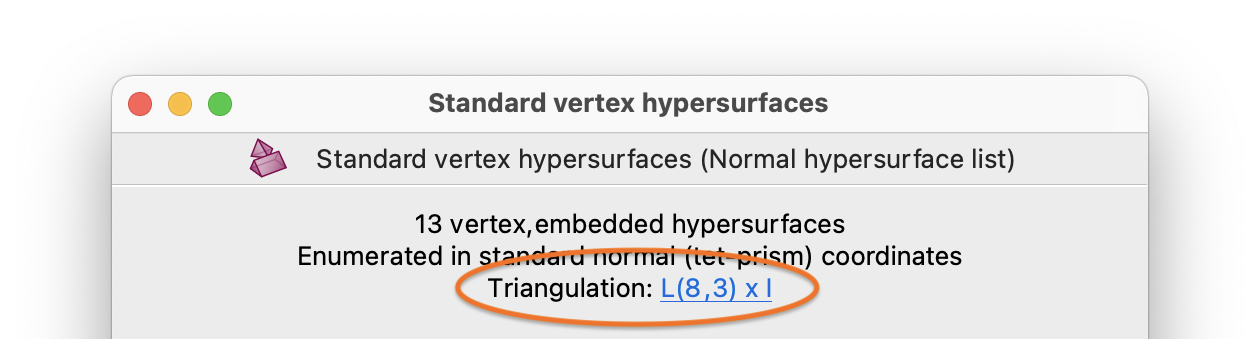 Standard vertex hypersurfaces
Standard vertex hypersurfaces (Normal hypersurface list)
13 vertex,embedded hypersurfaces
Enumerated in standard normal (tet-prism) coordinates
Triangulation: L(8,3) x I